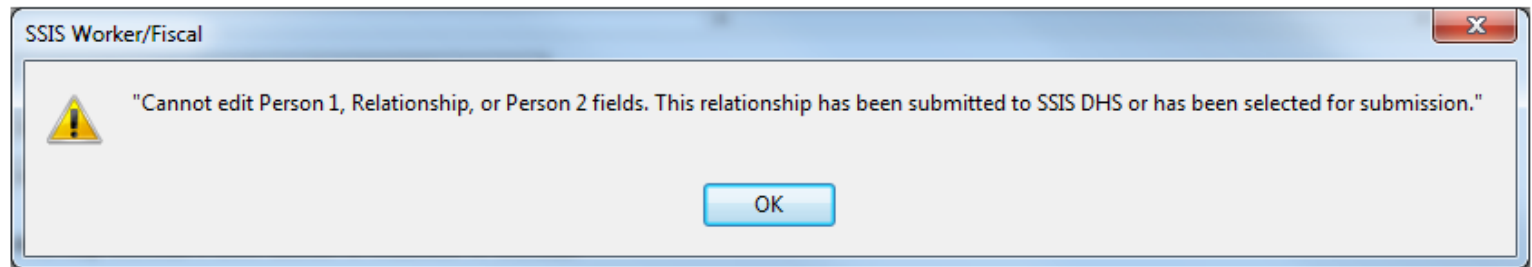 SSIS Worker/Fiscal
"Cannot edit Person 1, Relationship, or Person 2 fields. This relationship has been submitted to SSIS DHS or has been selected for submission."
OK